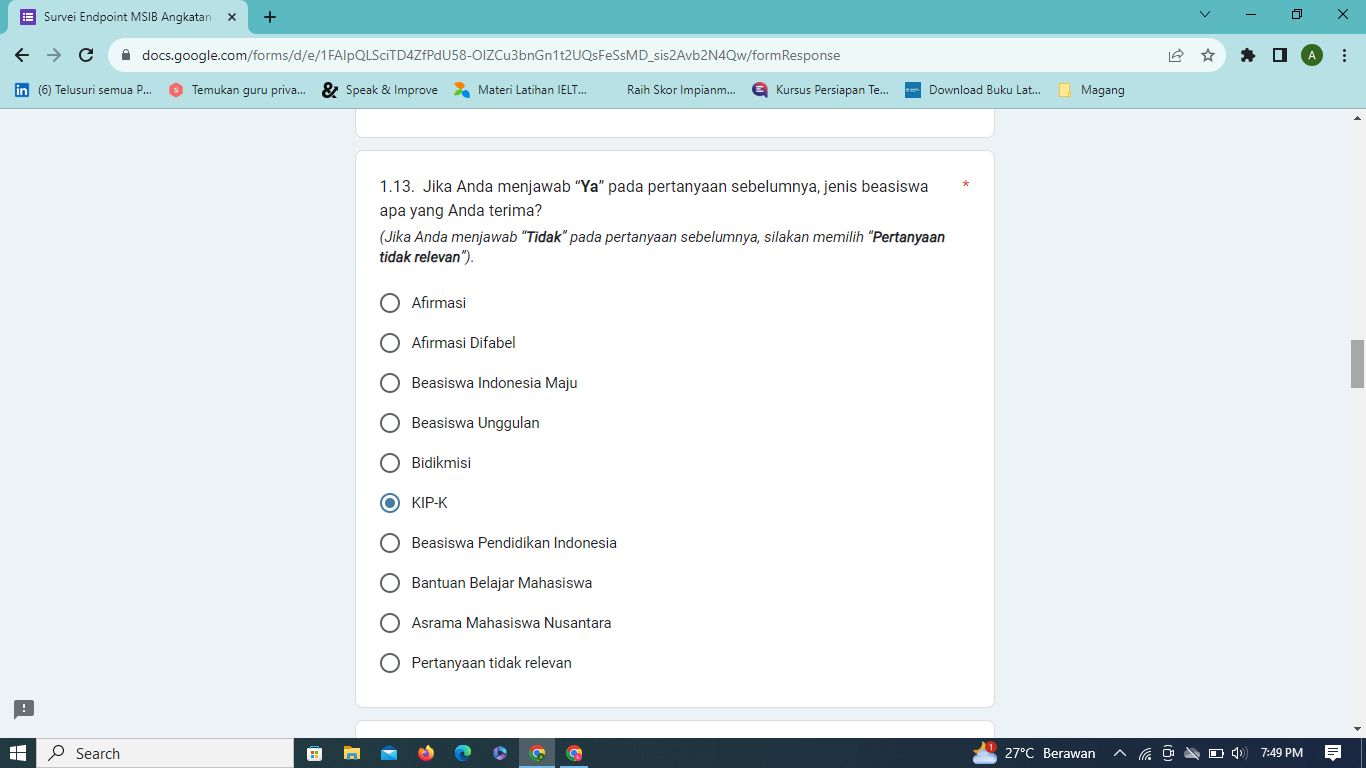 Survei Endpoint MSIB Angkatan
docs.google.com/forms/d/e/1FAIpQLSciTD4ZfPdU58-OIZCu3bnGn1t2UQsFeSsMD_sis2Avb2N4Qw/formResponse
A
in (6) Telusuri semua P... Temukan guru priva... & Speak & Improve Materi Latihan IELT... Raih Skor Impianm... Kursus Persiapan Te... Download Buku Lat... Magang
1.13. Jika Anda menjawab “Ya” pada pertanyaan sebelumnya, jenis beasiswa *
apa yang Anda terima?
(Jika Anda menjawab “Tidak” pada pertanyaan sebelumnya, silakan memilih “Pertanyaan
tidak relevan”).
Afirmasi
Afirmasi Difabel
Beasiswa Indonesia Maju
Beasiswa Unggulan
Bidikmisi
KIP-K
Beasiswa Pendidikan Indonesia
Bantuan Belajar Mahasiswa
Asrama Mahasiswa Nusantara
Pertanyaan tidak relevan
Search 1 27°C Berawan 7:49 PM